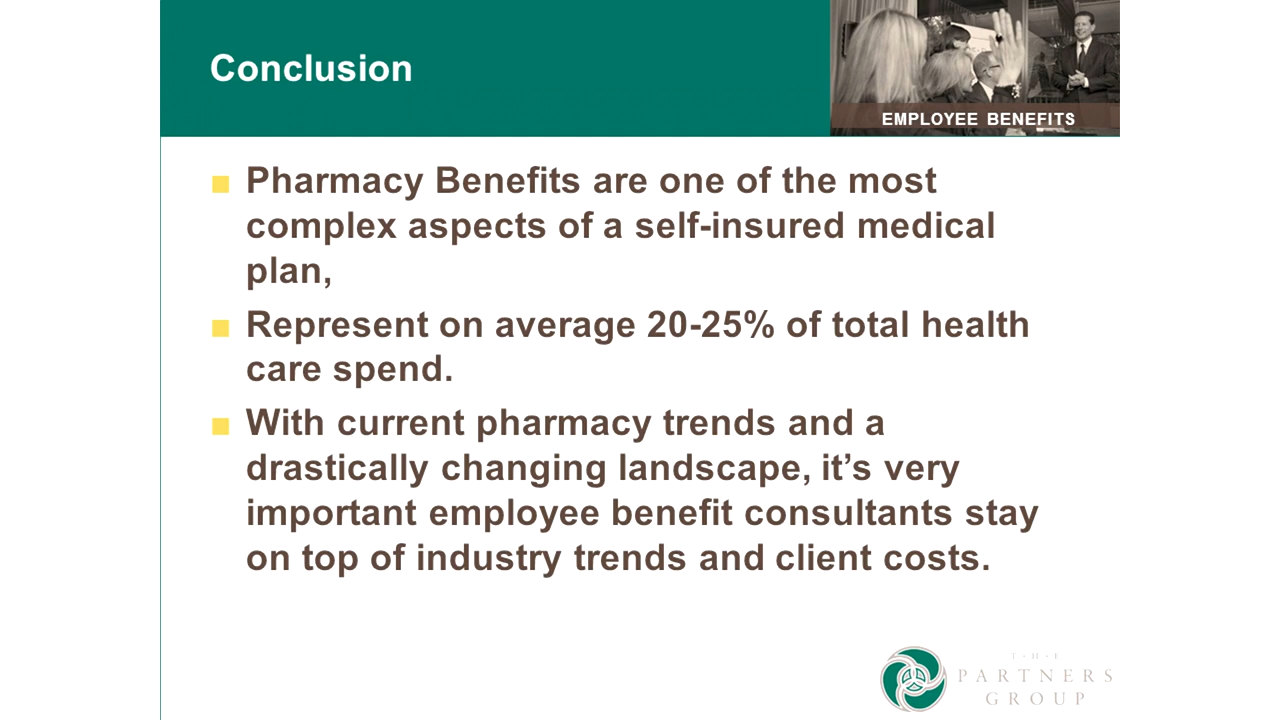 Conclusion
EMPLOYEE BENEFITS
Pharmacy Benefits are one of the most
complex aspects of a self-insured medical
plan,
Represent on average 20-25% of total health
care spend.
With current pharmacy trends and a
drastically changing landscape, it’s very
important employee benefit consultants stay
on top of industry trends and client costs.
T·H·E
PARTNERS
GROUP